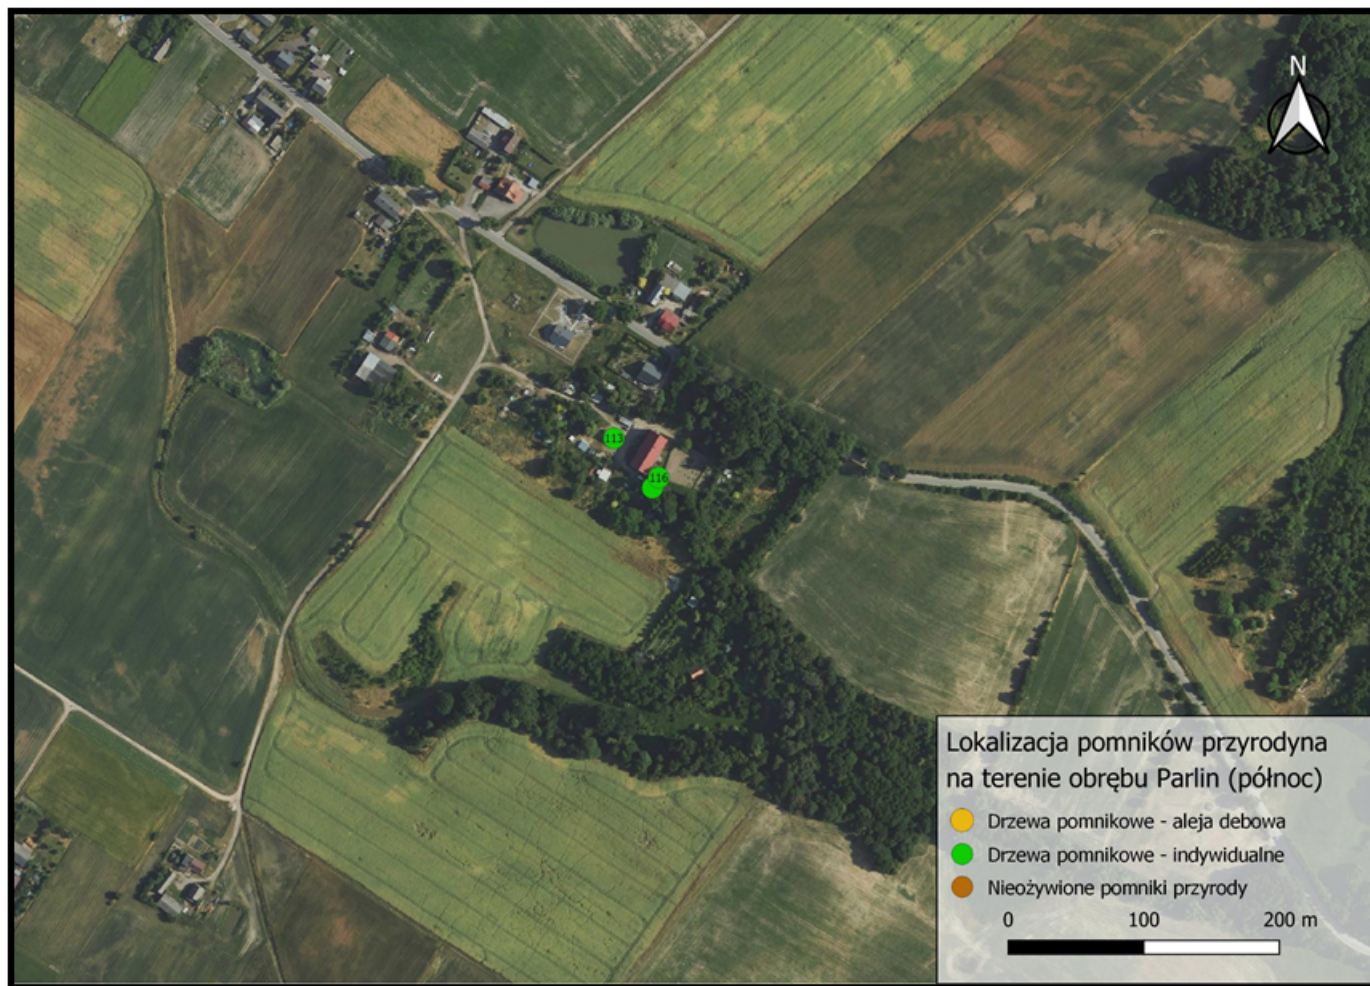 N
113
116
Lokalizacja pomników przyrodyna
na terenie obrębu Parlin (północ)
Drzewa pomnikowe - aleja debowa
Drzewa pomnikowe - indywidualne
Nieożywione pomniki przyrody
0 100 200 m